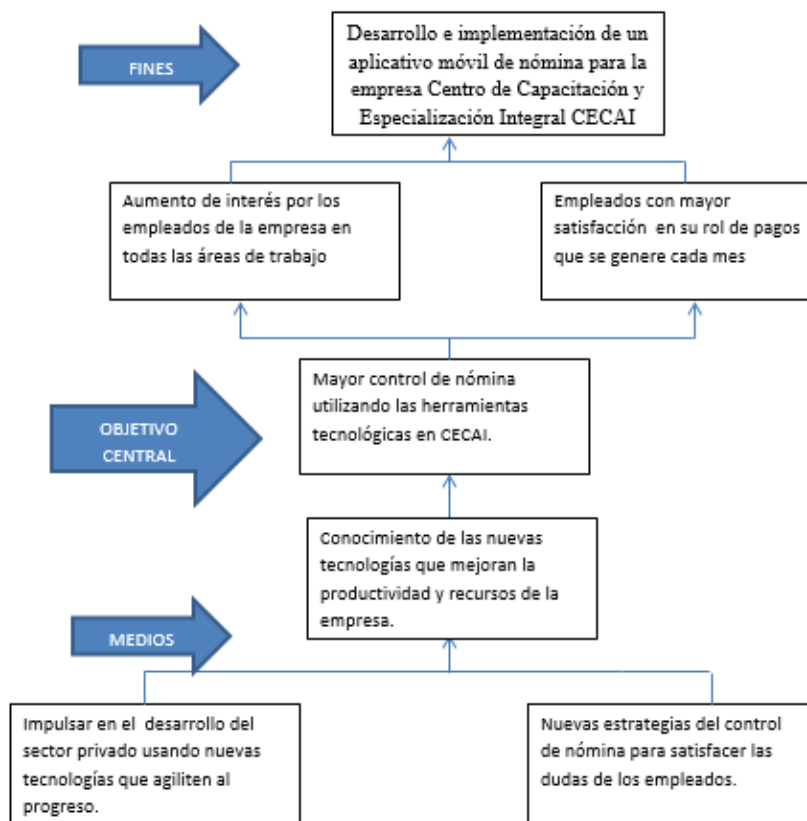 FINES
Desarrollo e implementación de un
aplicativo móvil de nómina para la
empresa Centro de Capacitación y
Especialización Integral CECAI
Aumento de interés por los
empleados de la empresa en
todas las áreas de trabajo
Empleados con mayor
satisfacción en su rol de pagos
que se genere cada mes
OBJETIVO
CENTRAL
Mayor control de nómina
utilizando las herramientas
tecnológicas en CECAI.
Conocimiento de las nuevas
tecnologías que mejoran la
productividad y recursos de la
empresa.
MEDIOS
Impulsar en el desarrollo del
sector privado usando nuevas
tecnologías que agiliten al
progreso.
Nuevas estrategias del control
de nómina para satisfacer las
dudas de los empleados.